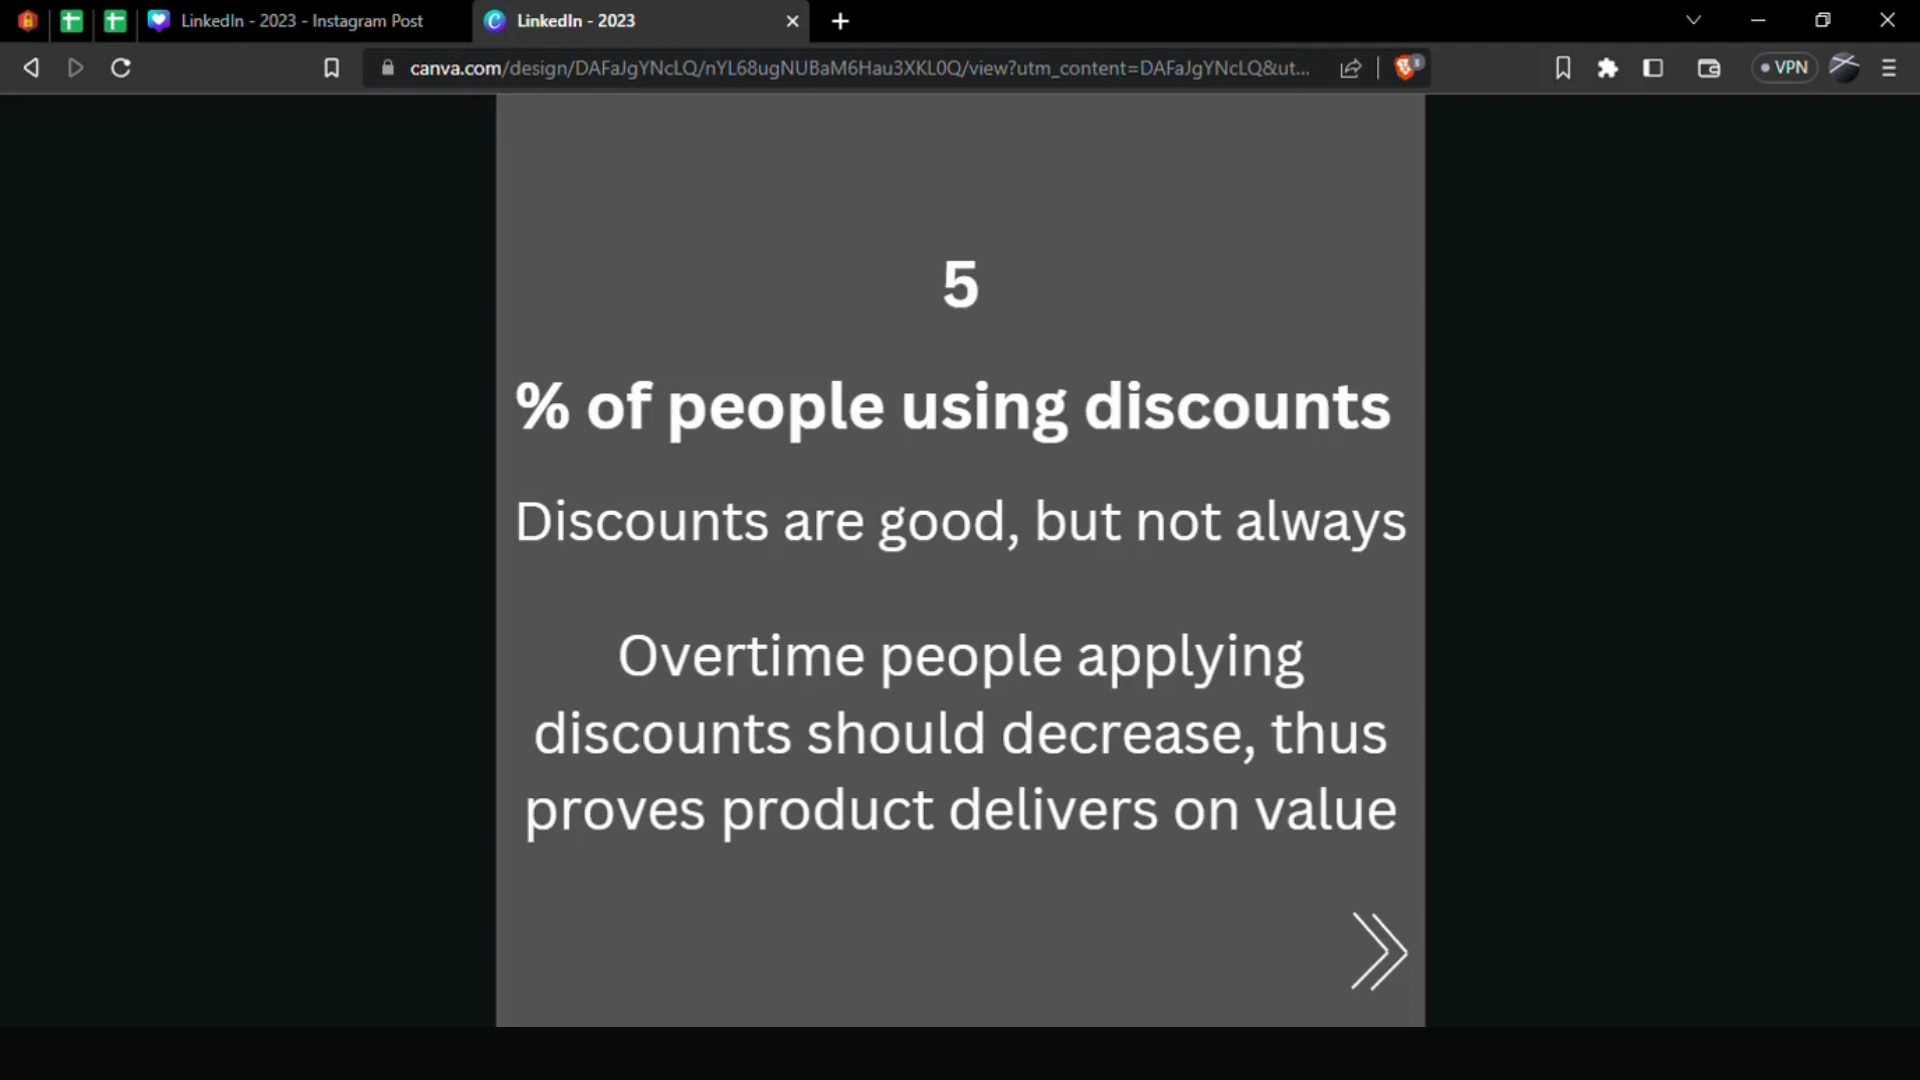 LinkedIn - 2023 - Instagram Post
LinkedIn - 2023
canva.com/design/DAFaJgYNcLQ/nYL68ugNUBaM6Hau3XKL0Q/view?utm_content=DAFaJgYNcLQ&ut...
3
VPN
5
% of people using discounts
Discounts are good, but not always
Overtime people applying
discounts should decrease, thus
proves product delivers on value